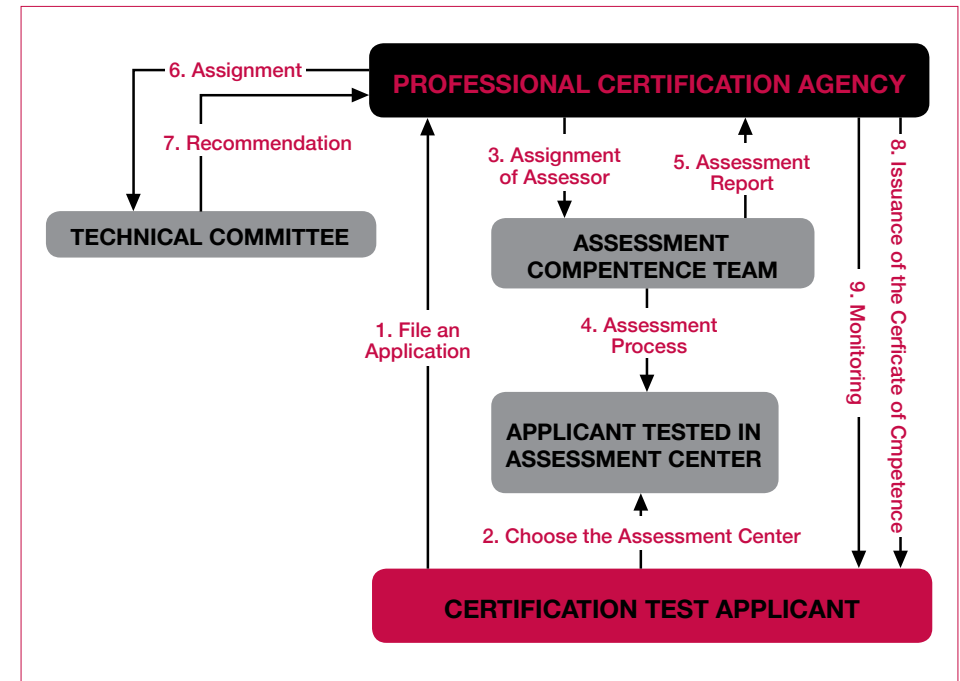 6. Assignment
PROFESSIONAL CERTIFICATION AGENCY
7. Recommendation
3. Assignment
of Assessor
5. Assessment
Report
8. Issuance of the Cerficate of Cmpetence
TECHNICAL COMMITTEE
ASSESSMENT
COMPENTENCE TEAM
9. Monitoring
1. File an
Application
4. Assessment
Process
APPLICANT TESTED IN
ASSESSMENT CENTER
2. Choose the Assessment Center
CERTIFICATION TEST APPLICANT